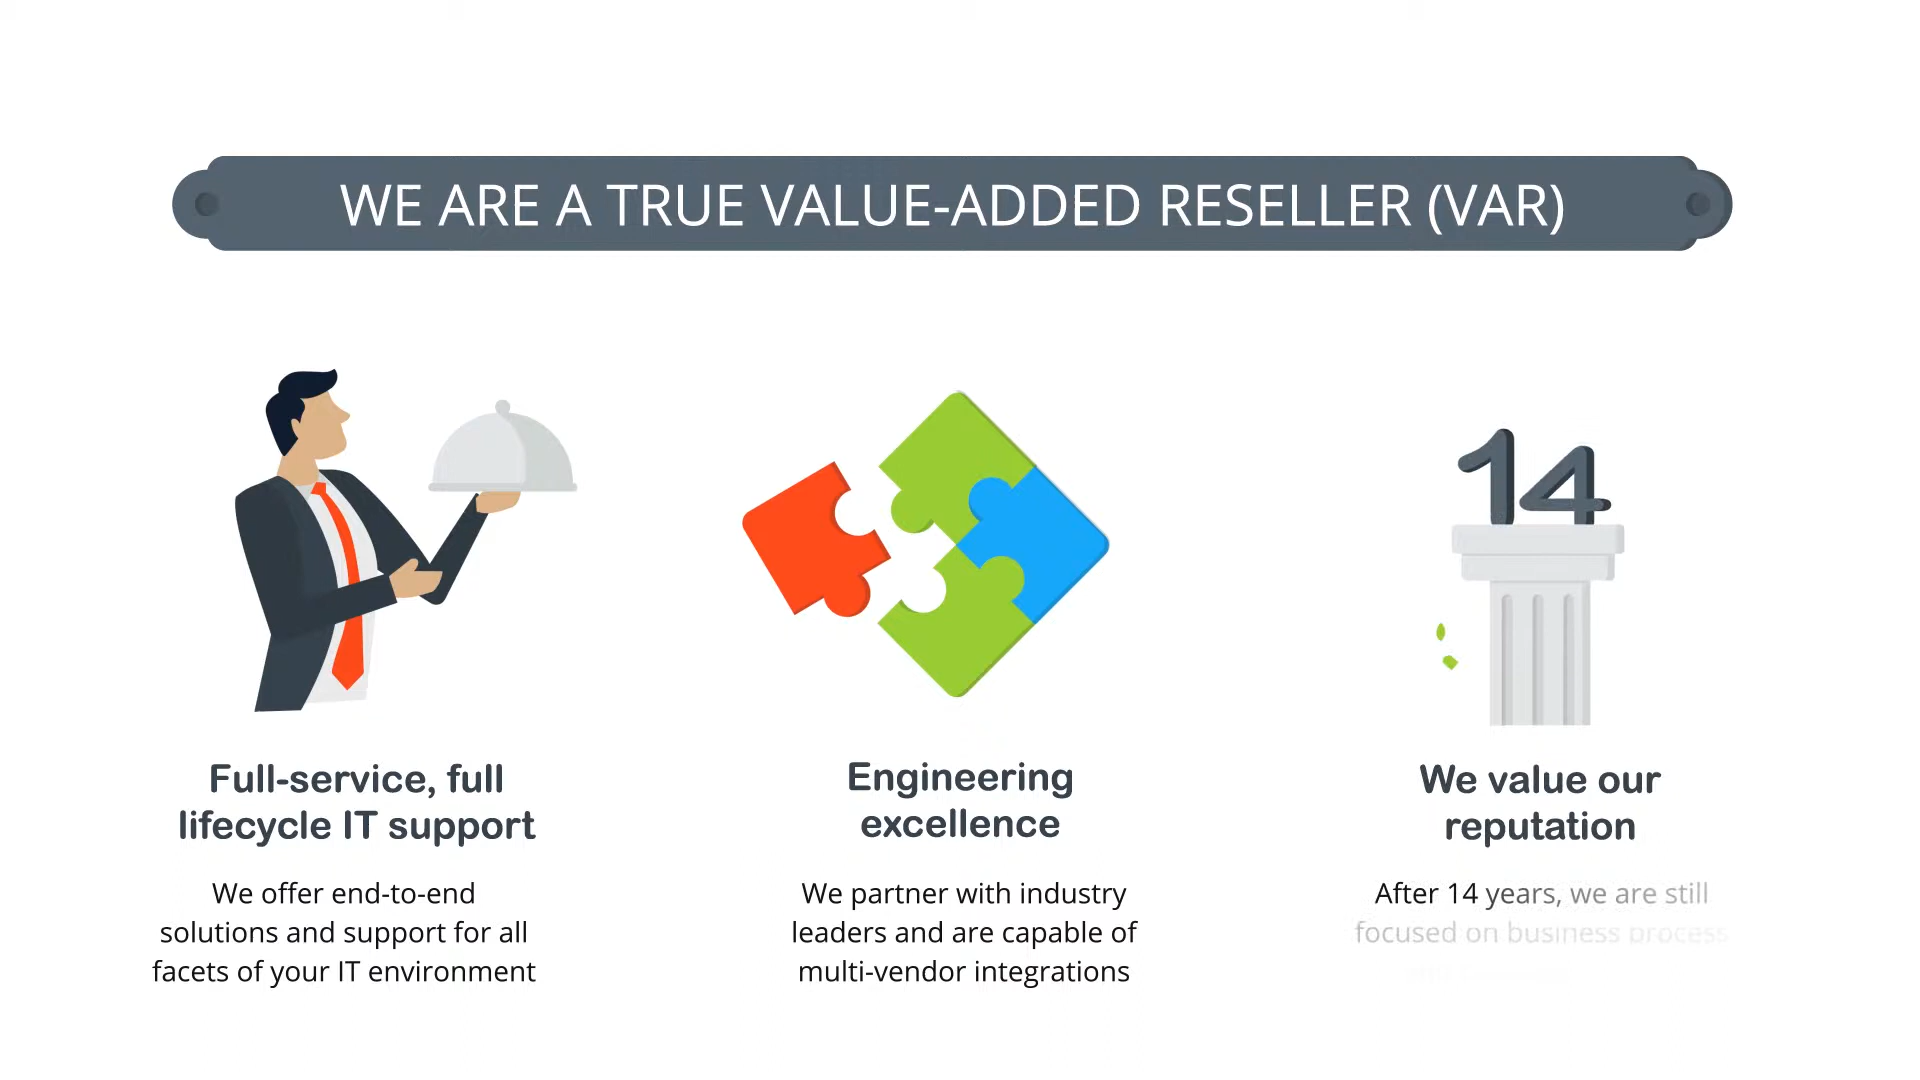 WE ARE A TRUE VALUE-ADDED RESELLER (VAR)
14
Full-service, full
lifecycle IT support
We offer end-to-end
solutions and support for all
facets of your IT environment
Engineering
excellence
We partner with industry
leaders and are capable of
multi-vendor integrations
We value our
reputation
After 14 years, we are still
focused on business process